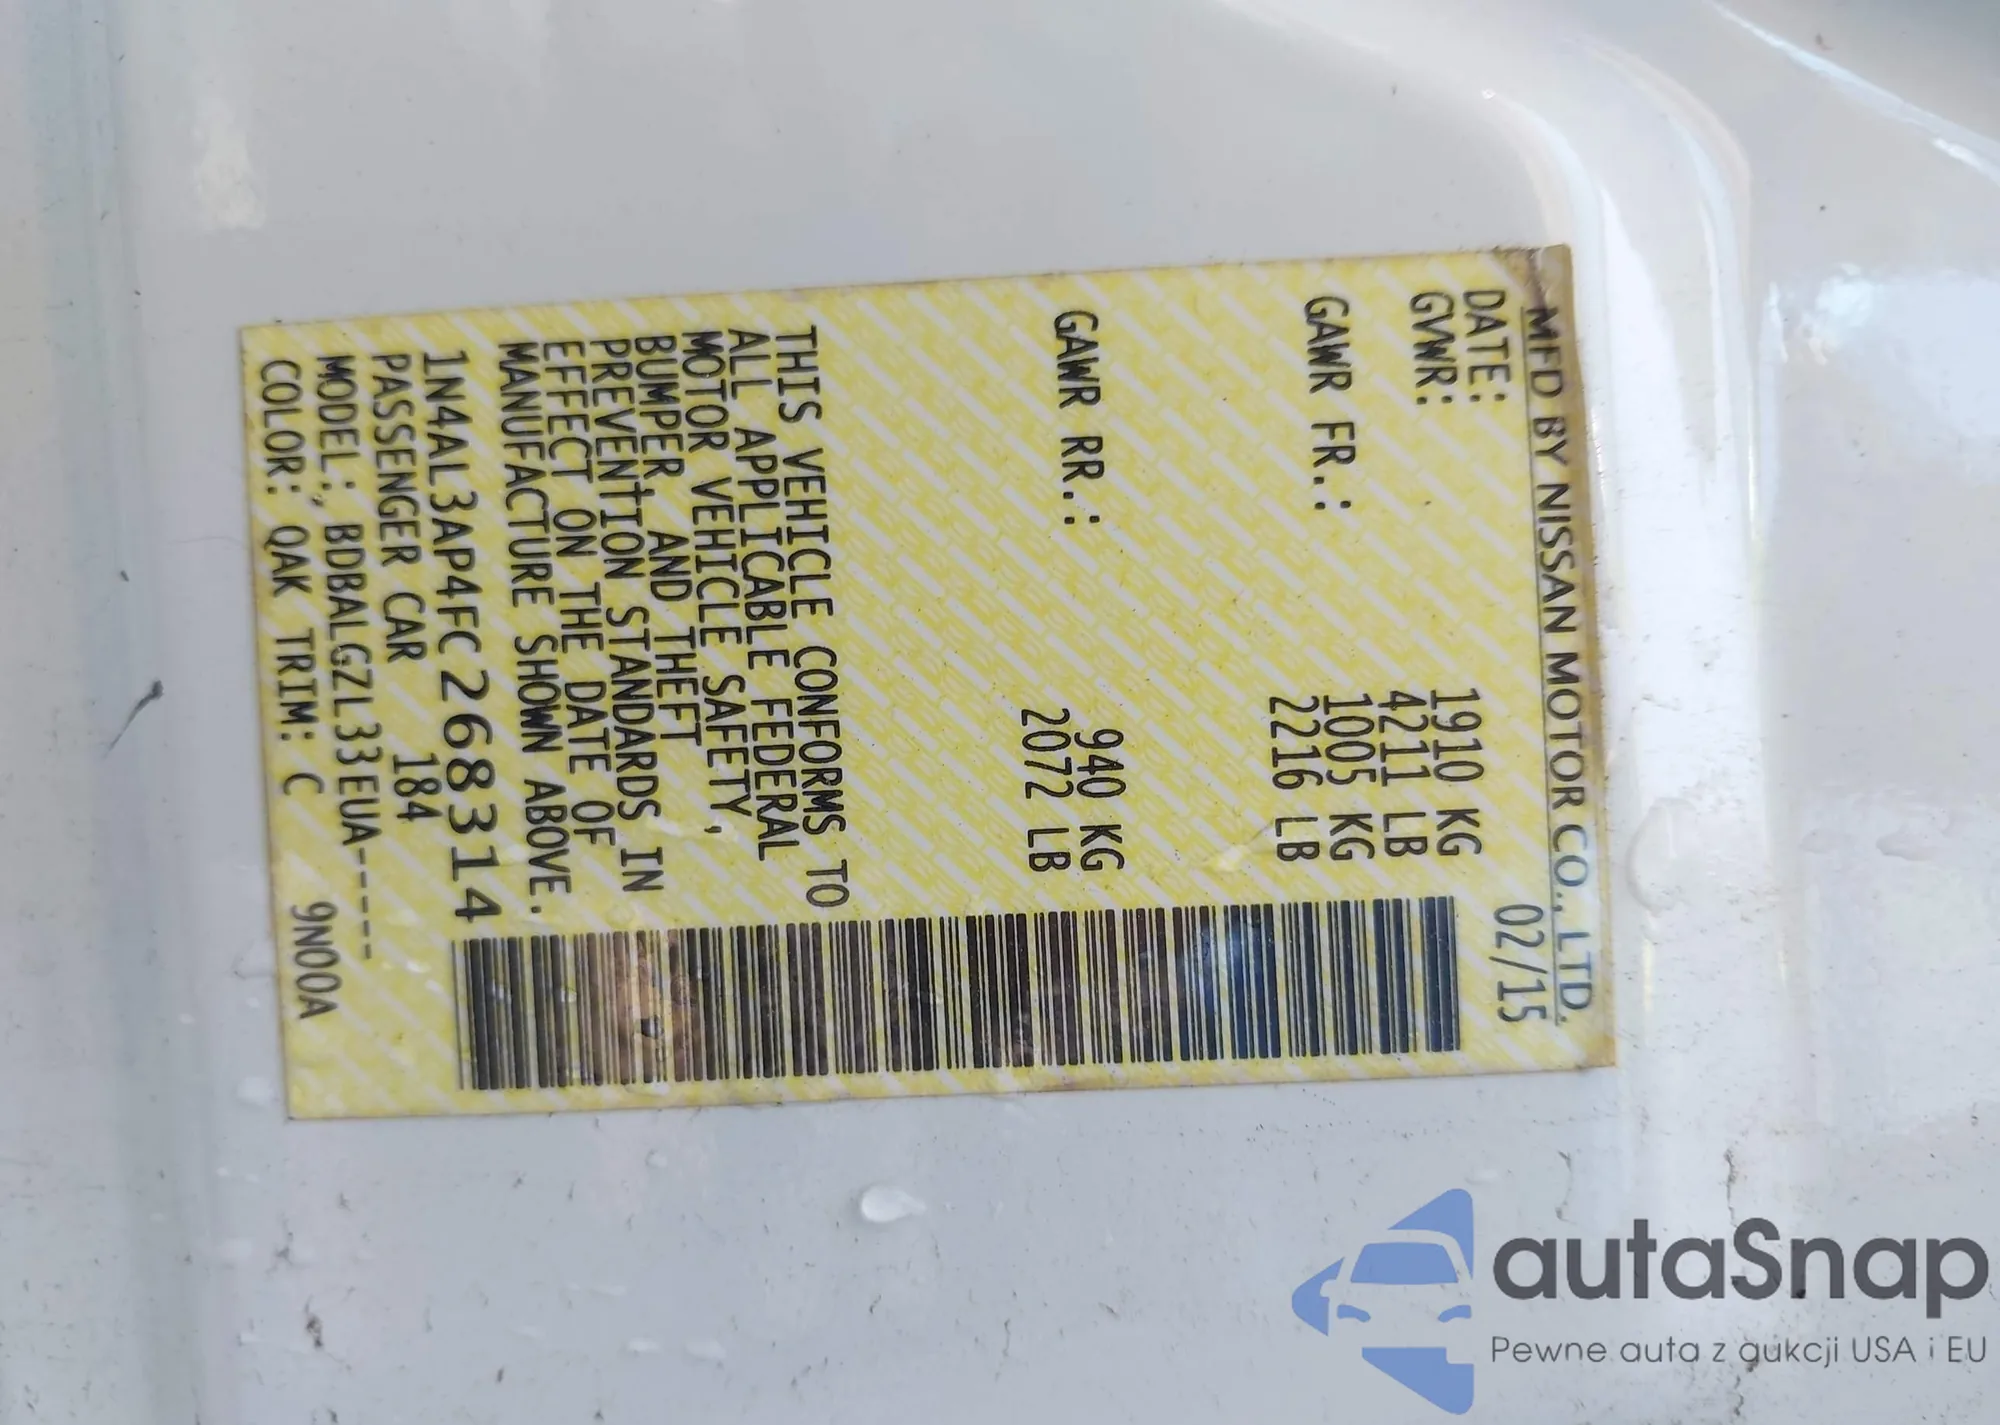 MFD BY NISSAN MOTOR CO., LTD.
DATE: 02/15
GVWR: 1910 KG
4211 LB
GAWR FR.: 1005 KG
2216 LB
GAWR RR.: 940 KG
2072 LB
THIS VEHICLE CONFORMS TO
ALL APPLICABLE FEDERAL
MOTOR VEHICLE SAFETY,
BUMPER, AND THEFT
PREVENTION STANDARDS IN
EFFECT ON THE DATE OF
MANUFACTURE SHOWN ABOVE.
1N4AL3AP4FC268314
PASSENGER CAR 184
MODEL: BDBALGZL33EUA-----
COLOR: QAK TRIM: C 9N00A
autaSnap
Pewne auta z aukcji USA i EU